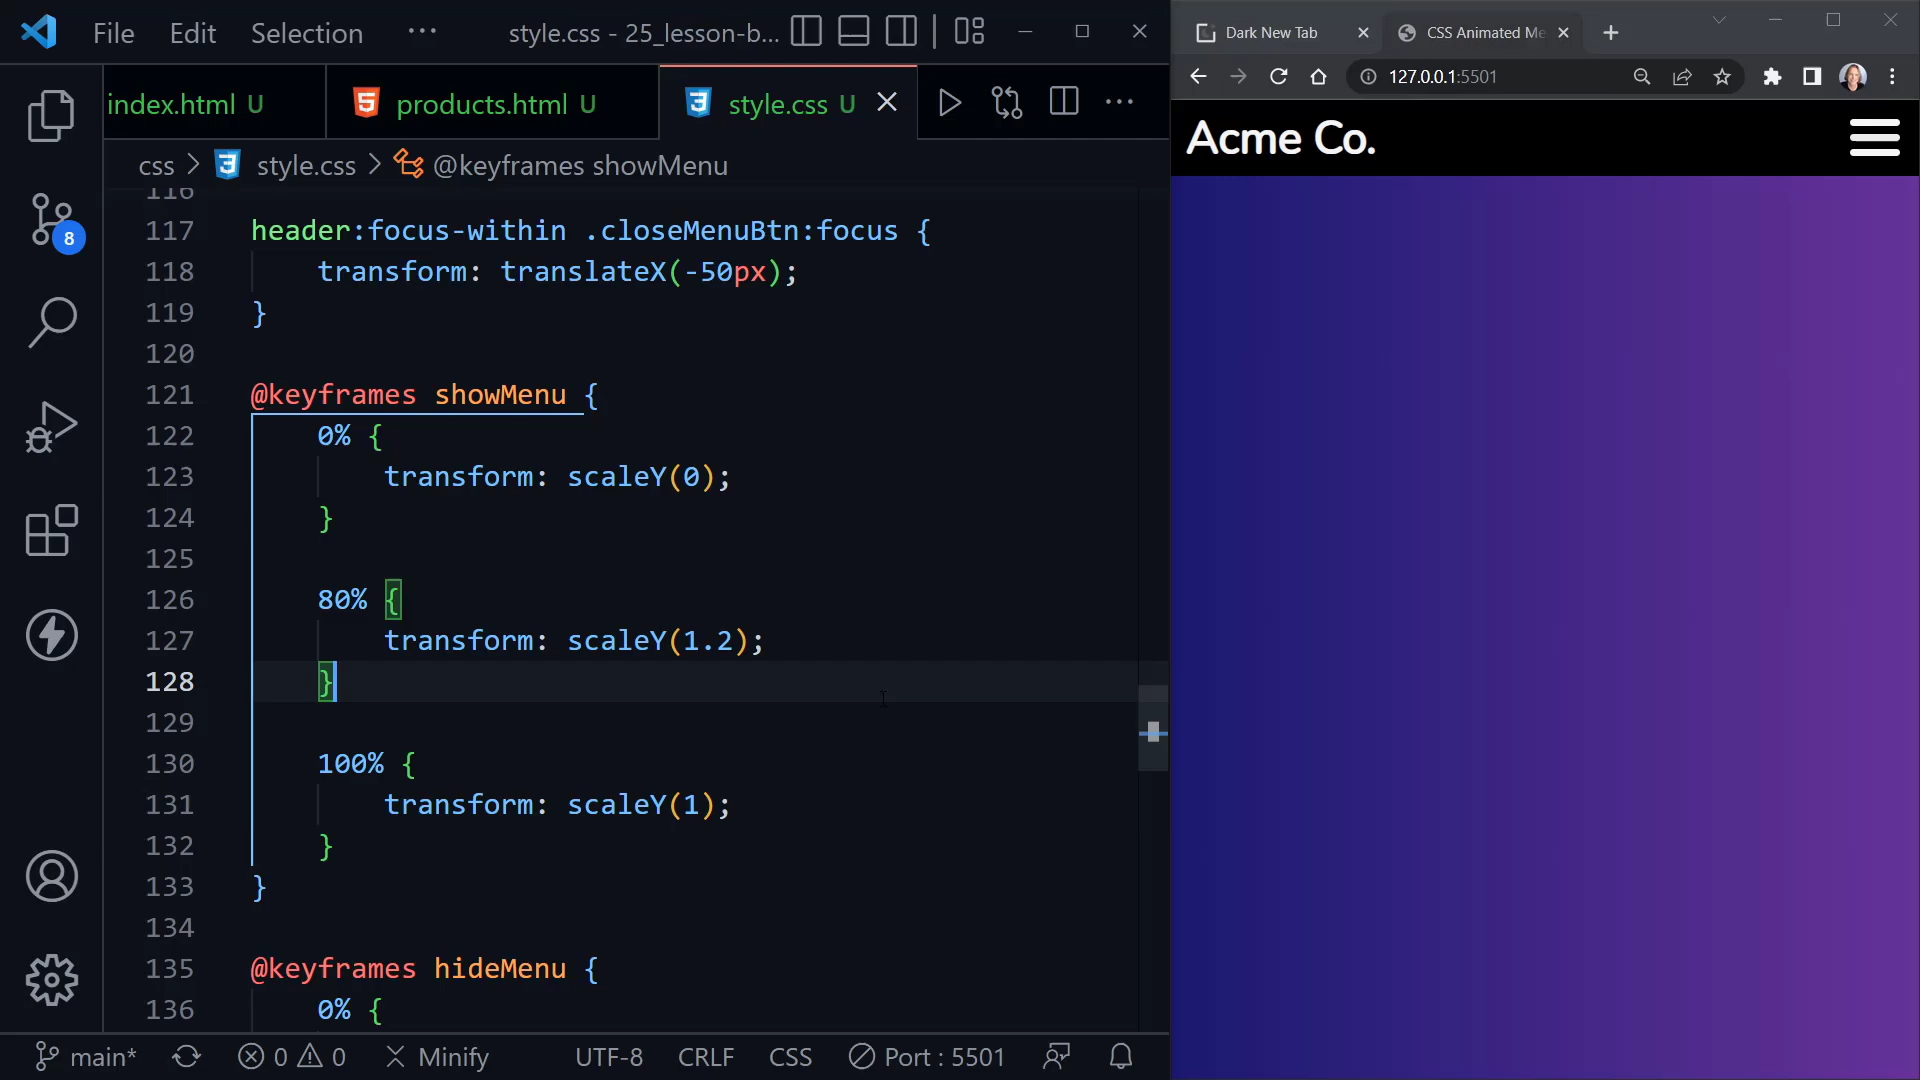 File Edit Selection ··· style.css - 25_lesson-b...
index.html U products.html U style.css U
css > style.css > @keyframes showMenu
116
117 header:focus-within .closeMenuBtn:focus {
118 transform: translateX(-50px);
119 }
120
121 @keyframes showMenu {
122 0% {
123 transform: scaleY(0);
124 }
125
126 80% {
127 transform: scaleY(1.2);
128 }
129
130 100% {
131 transform: scaleY(1);
132 }
133 }
134
135 @keyframes hideMenu {
136 0% {
8
main* 0 0 Minify UTF-8 CRLF CSS Port : 5501
Dark New Tab CSS Animated Me
127.0.0.1:5501
Acme Co.